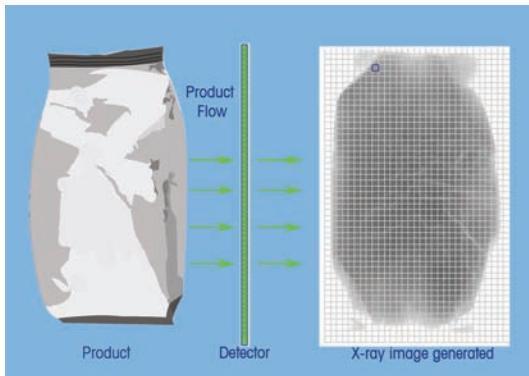 Product
Flow
Product
Detector
X-ray image generated